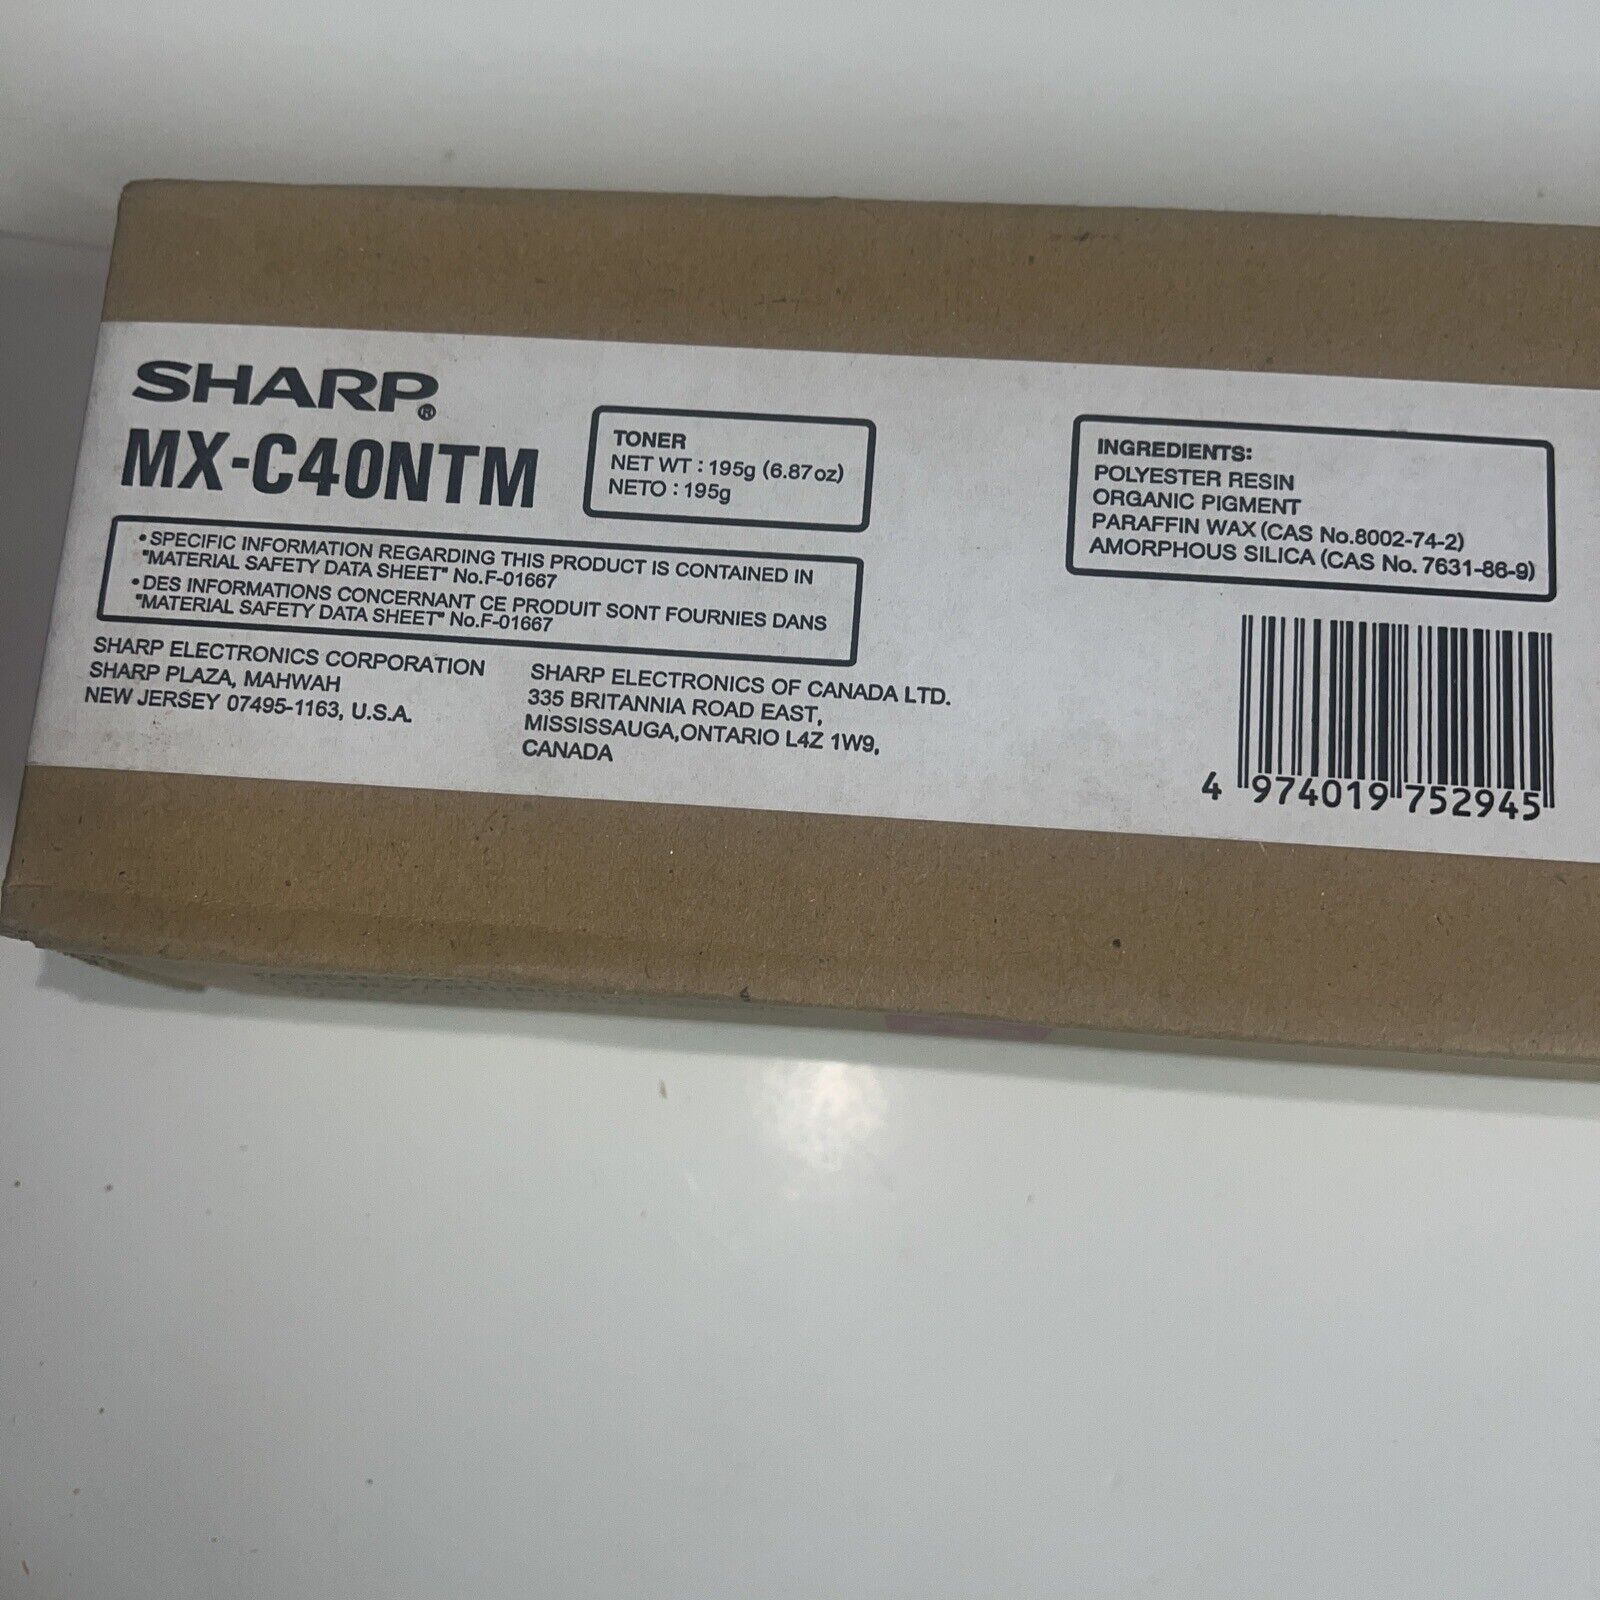 SHARP®
MX-C40NTM
TONER
NET WT : 195g (6.87oz)
NETO : 195g
•SPECIFIC INFORMATION REGARDING THIS PRODUCT IS CONTAINED IN
"MATERIAL SAFETY DATA SHEET" No.F-01667
•DES INFORMATIONS CONCERNANT CE PRODUIT SONT FOURNIES DANS
"MATERIAL SAFETY DATA SHEET" No.F-01667
SHARP ELECTRONICS CORPORATION
SHARP PLAZA, MAHWAH
NEW JERSEY 07495-1163, U.S.A.
SHARP ELECTRONICS OF CANADA LTD.
335 BRITANNIA ROAD EAST,
MISSISSAUGA,ONTARIO L4Z 1W9,
CANADA
INGREDIENTS:
POLYESTER RESIN
ORGANIC PIGMENT
PARAFFIN WAX (CAS No.8002-74-2)
AMORPHOUS SILICA (CAS No. 7631-86-9)
4 974019 752945